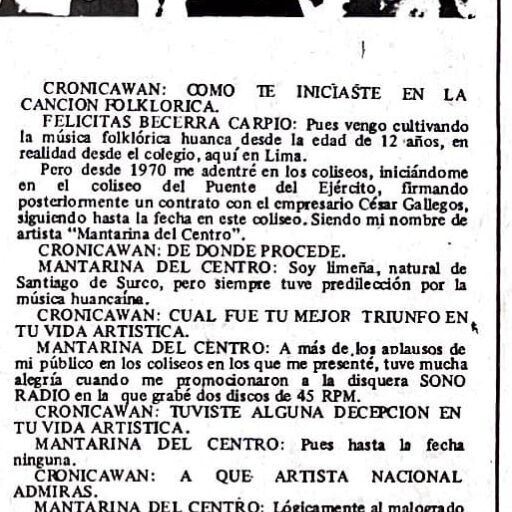 CRONICAWAN: COMO TE INICIASTE EN LA
CANCION FOLKLORICA.
FELICITAS BECERRA CARPIO: Pues vengo cultivando
la música folklórica huanca desde la edad de 12 años, en
realidad desde el colegio, aquí en Lima.
Pero desde 1970 me adentré en los coliseos, iniciándome
en el coliseo del Puente del Ejército, firmando
posteriormente un contrato con el empresario César Gallegos,
siguiendo hasta la fecha en este coliseo. Siendo mi nombre de
artista "Mantarina del Centro".
CRONICAWAN: DE DONDE PROCEDE.
MANTARINA DEL CENTRO: Soy limeña, natural de
Santiago de Surco, pero siempre tuve predilección por la
música huancaína.
CRONICAWAN: CUAL FUE TU MEJOR TRIUNFO EN
TU VIDA ARTISTICA.
MANTARINA DEL CENTRO: A más de los aplausos de
mi público en los coliseos en los que me presenté, tuve mucha
alegría cuando me promocionaron a la disquera SONO
RADIO en la que grabé dos discos de 45 RPM.
CRONICAWAN: TUVISTE ALGUNA DECEPCION EN
TU VIDA ARTISTICA.
MANTARINA DEL CENTRO: Pues hasta la fecha
ninguna.
CRONICAWAN: A QUE ARTISTA NACIONAL
ADMIRAS.
MANTARINA DEL CENTRO: Lógicamente al malogrado